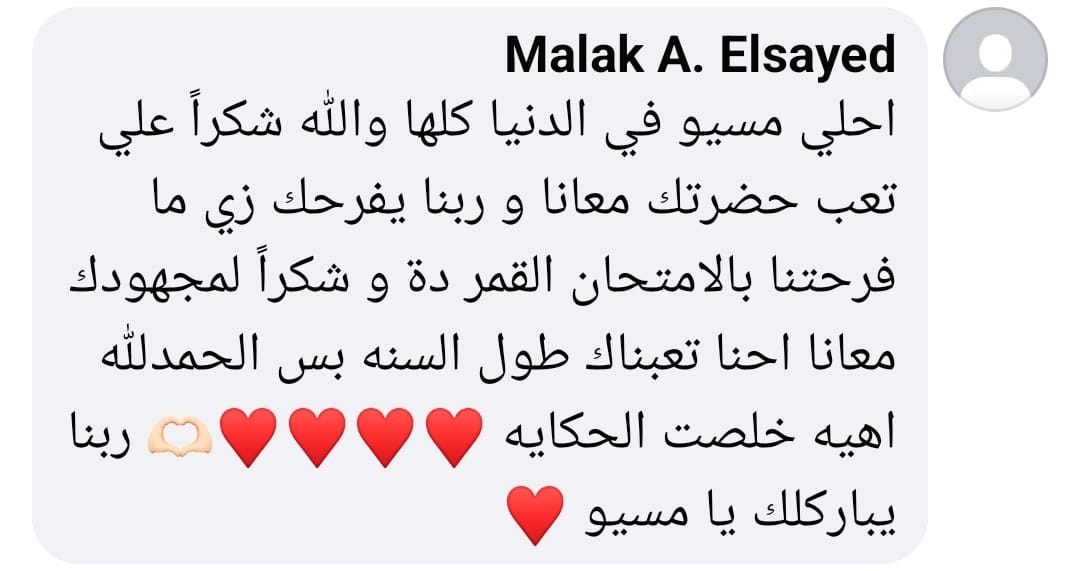 Malak A. Elsayed
احلي مسيو في الدنيا كلها والله شكراً علي
تعب حضرتك معانا و ربنا يفرحك زي ما
فرحتنا بالامتحان القمر دة و شكراً لمجهودك
معانا احنا تعبناك طول السنه بس الحمدلله
اهيه خلصت الحكايه ❤️❤️❤️❤️🫶🏻 ربنا
يباركلك يا مسيو ❤️